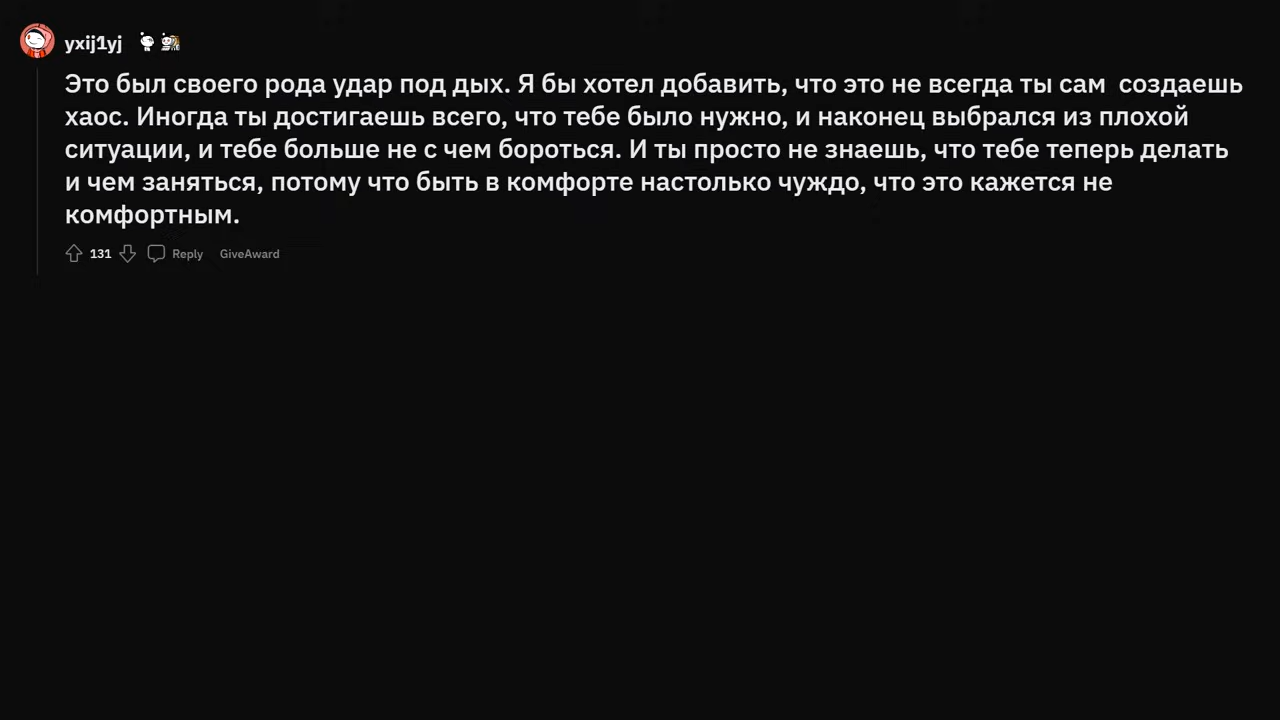 yxij1yj
Это был своего рода удар под дых. Я бы хотел добавить, что это не всегда ты сам создаешь
хаос. Иногда ты достигаешь всего, что тебе было нужно, и наконец выбрался из плохой
ситуации, и тебе больше не с чем бороться. И ты просто не знаешь, что тебе теперь делать
и чем заняться, потому что быть в комфорте настолько чуждо, что это кажется не
комфортным.
131 Reply GiveAward